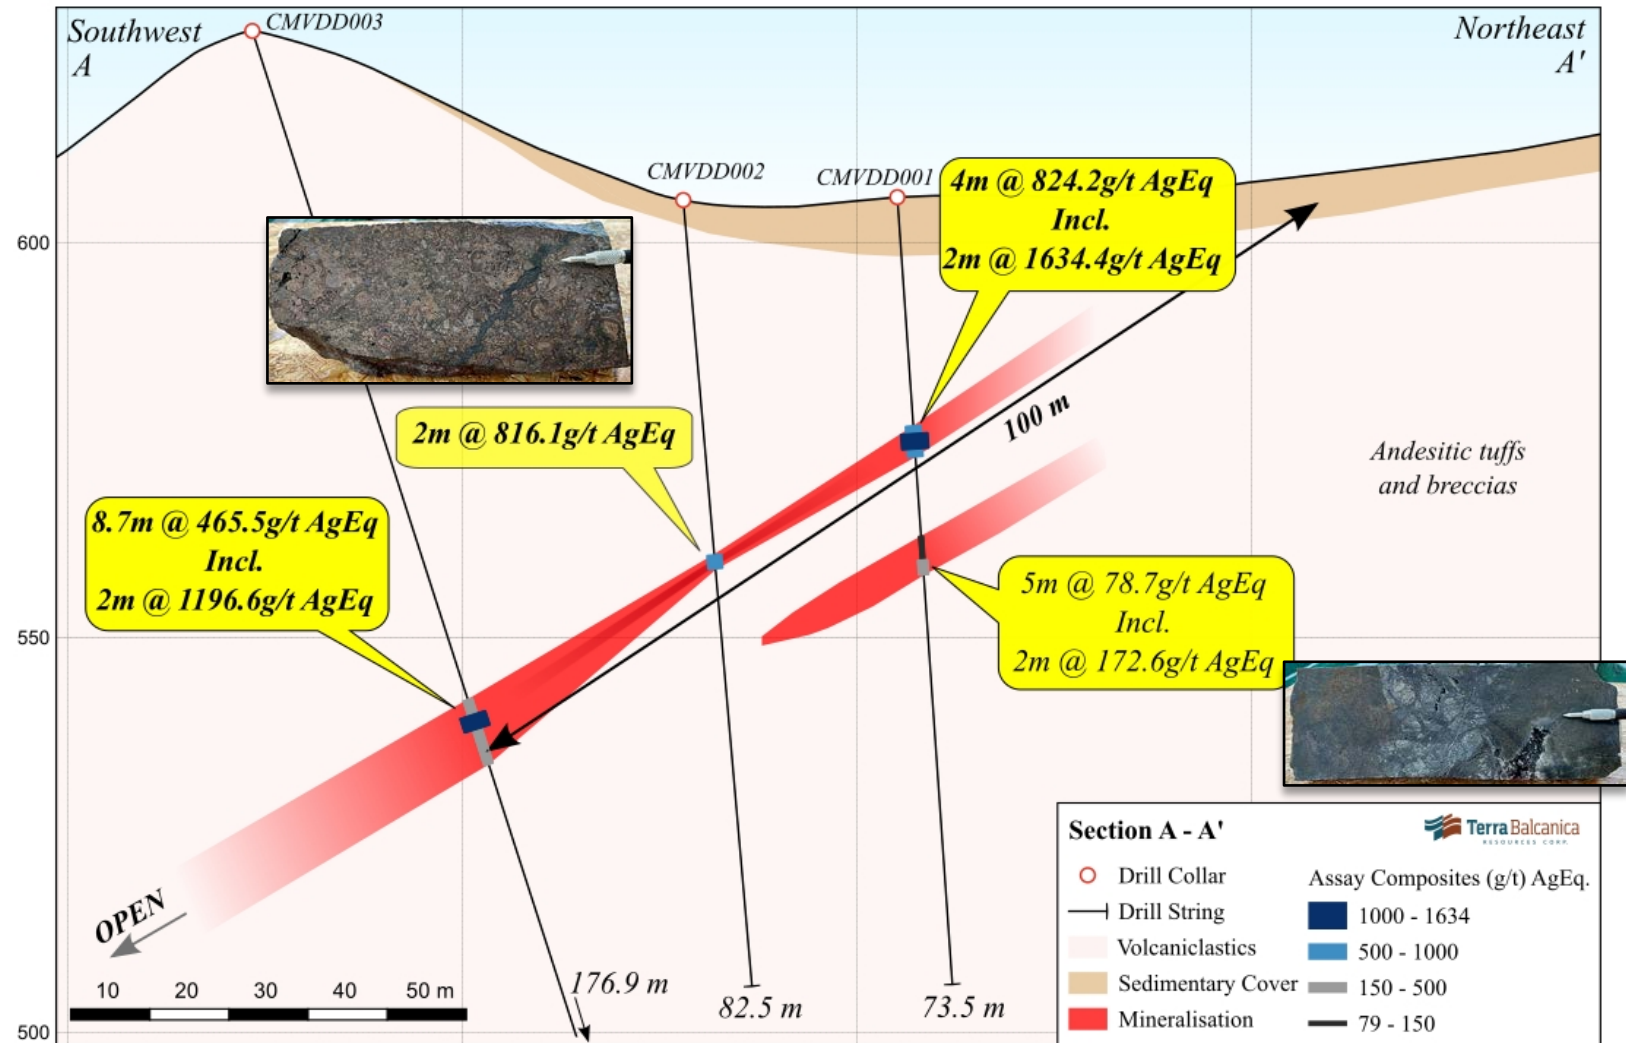 Southwest
A
CMVDD003
Northeast
A'
CMVDD002
CMVDD001
4m @ 824.2g/t AgEq
Incl.
2m @ 1634.4g/t AgEq
600
2m @ 816.1g/t AgEq
100 m
Andesitic tuffs
and breccias
8.7m @ 465.5g/t AgEq
Incl.
2m @ 1196.6g/t AgEq
5m @ 78.7g/t AgEq
Incl.
2m @ 172.6g/t AgEq
550
OPEN
10 20 30 40 50 m
176.9 m
82.5 m
73.5 m
500
Section A - A'
TerraBalcanica
RESOURCES CORP.
Drill Collar
Drill String
Volcaniclastics
Sedimentary Cover
Mineralisation
Assay Composites (g/t) AgEq.
1000 - 1634
500 - 1000
150 - 500
79 - 150